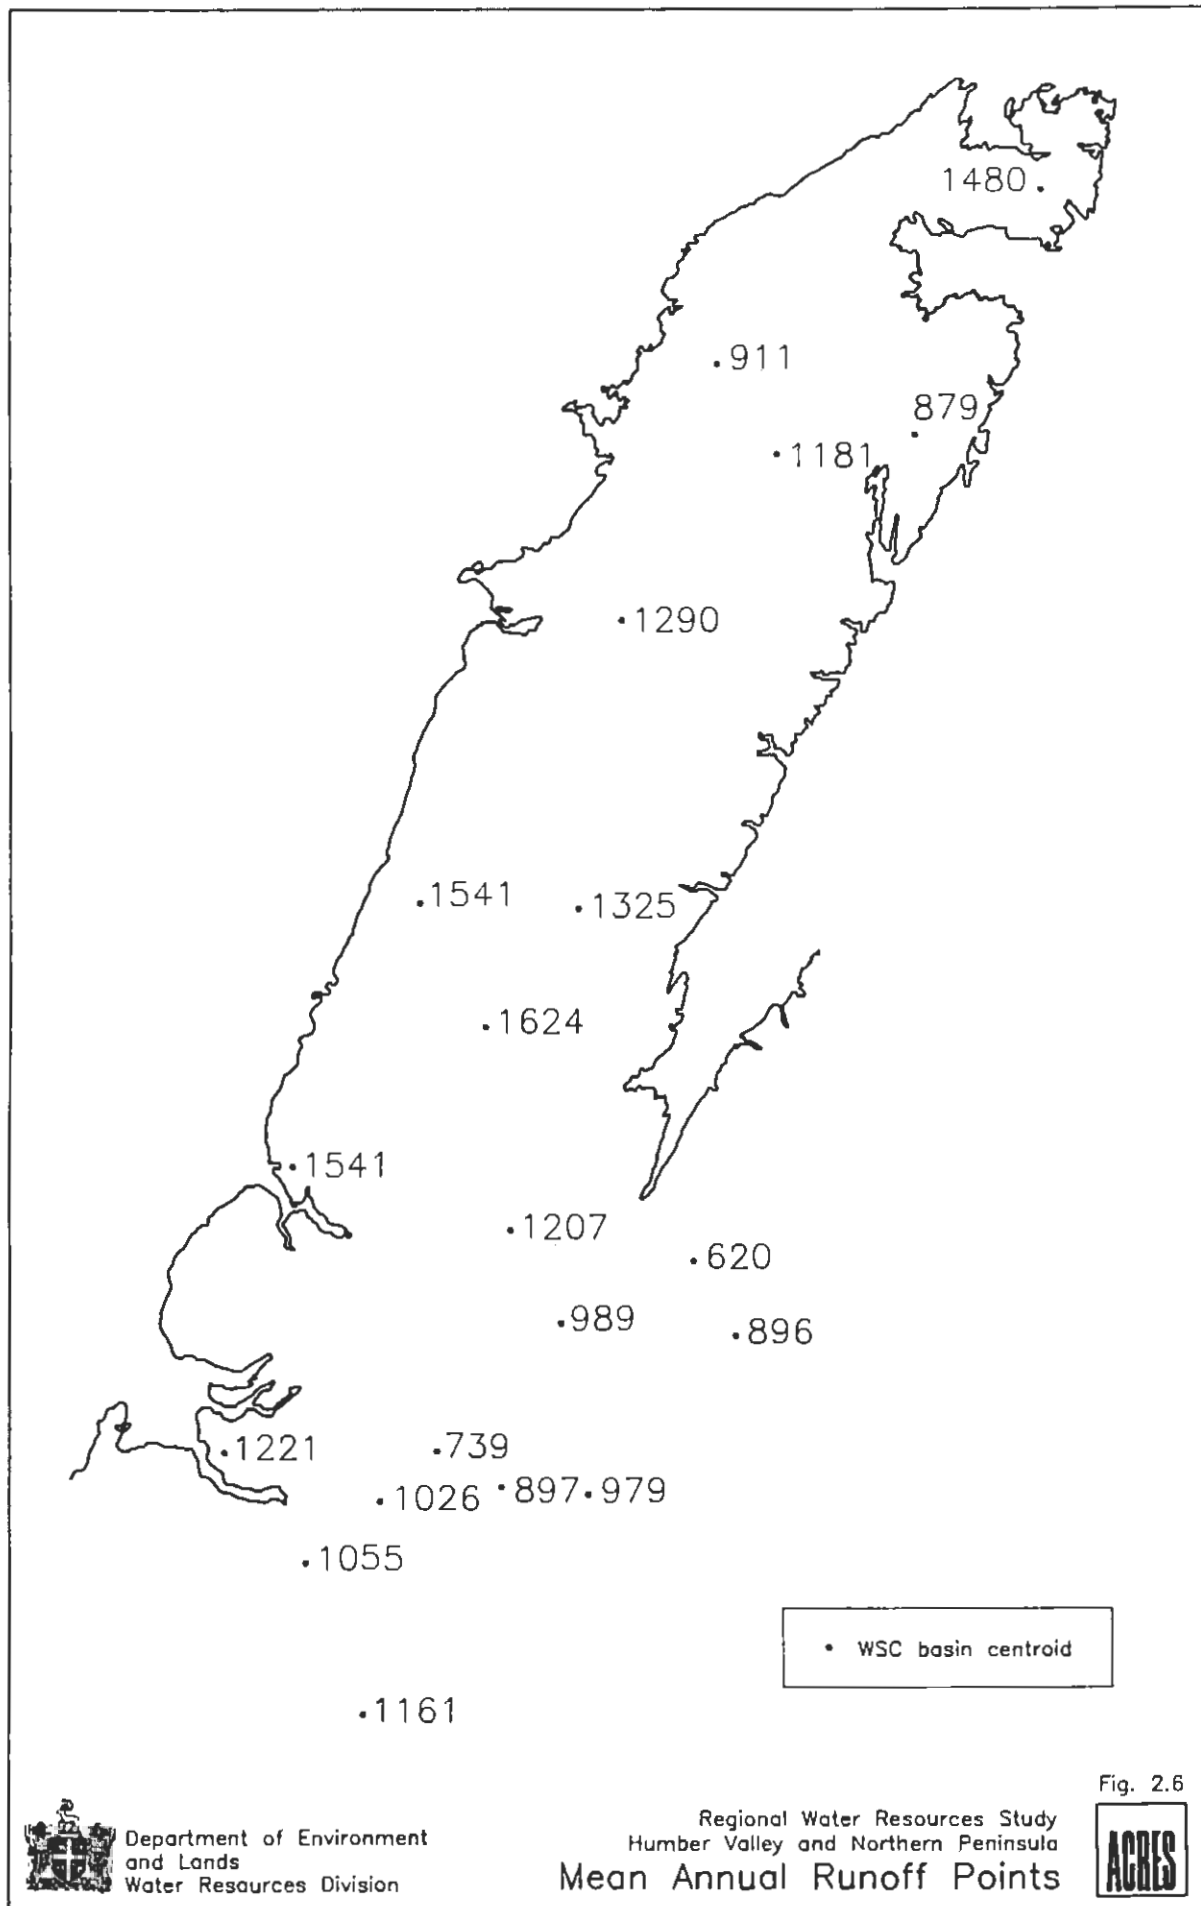 1480
911
879
1181
1290
1541
1325
1624
1541
1207
620
989
896
1221
739
1026
897
979
1055
WSC basin centroid
1161
Fig. 2.6
Department of Environment
and Lands
Water Resources Division
Regional Water Resources Study
Humber Valley and Northern Peninsula
Mean Annual Runoff Points
ACRES